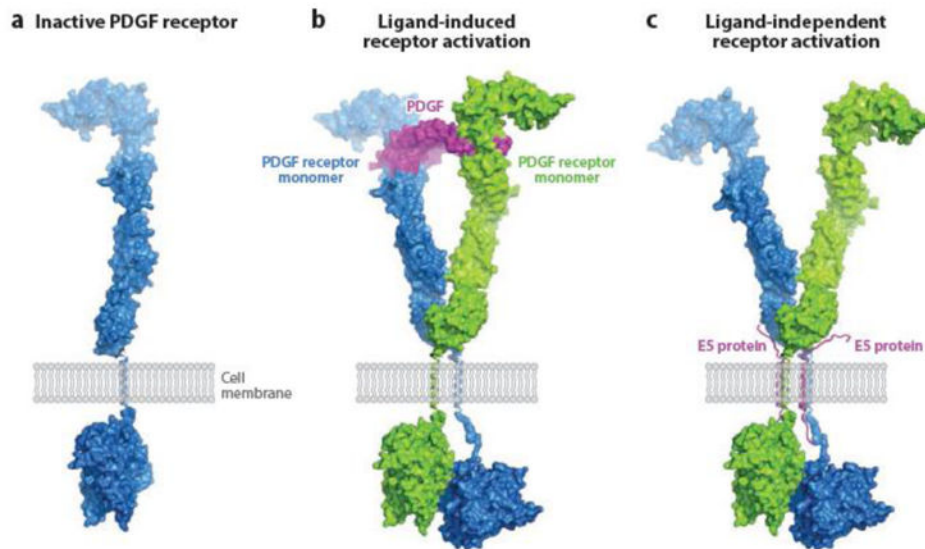 a Inactive PDGF receptor
b Ligand-induced
receptor activation
c Ligand-independent
receptor activation
PDGF
PDGF receptor
monomer
PDGF receptor
monomer
E5 protein
E5 protein
Cell
membrane